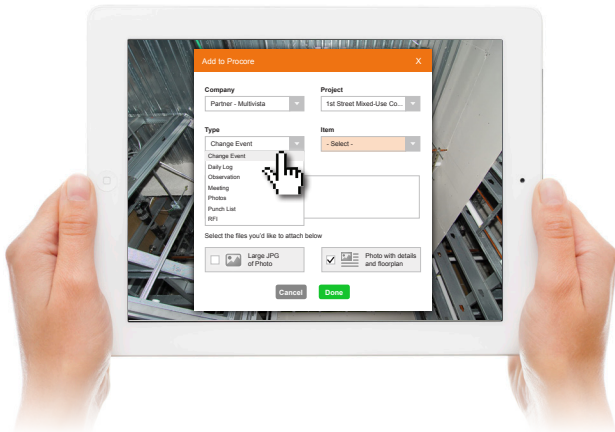 Add to Procore X
Company Project
Partner - Multivista 1st Street Mixed-Use Co...
Type Item
Change Event - Select -
Change Event
Daily Log
Observation
Meeting
Photos
Punch List
RFI
Select the files you'd like to attach below
Large JPG
of Photo
Photo with details
and floorplan
Cancel Done